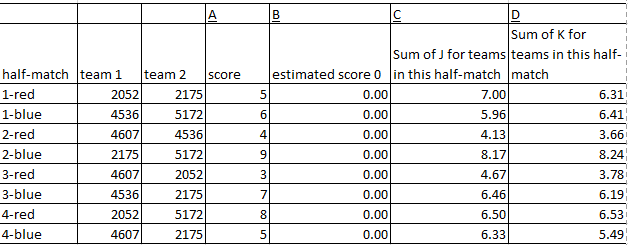 A B C D
half-match team 1 team 2 score estimated score 0 Sum of J for teams in this half-match Sum of K for teams in this half-match
1-red 2052 2175 5 0.00 7.00 6.31
1-blue 4536 5172 6 0.00 5.96 6.41
2-red 4607 4536 4 0.00 4.13 3.66
2-blue 2175 5172 9 0.00 8.17 8.24
3-red 4607 2052 3 0.00 4.67 3.78
3-blue 4536 2175 7 0.00 6.46 6.19
4-red 2052 5172 8 0.00 6.50 6.53
4-blue 4607 2175 5 0.00 6.33 5.49